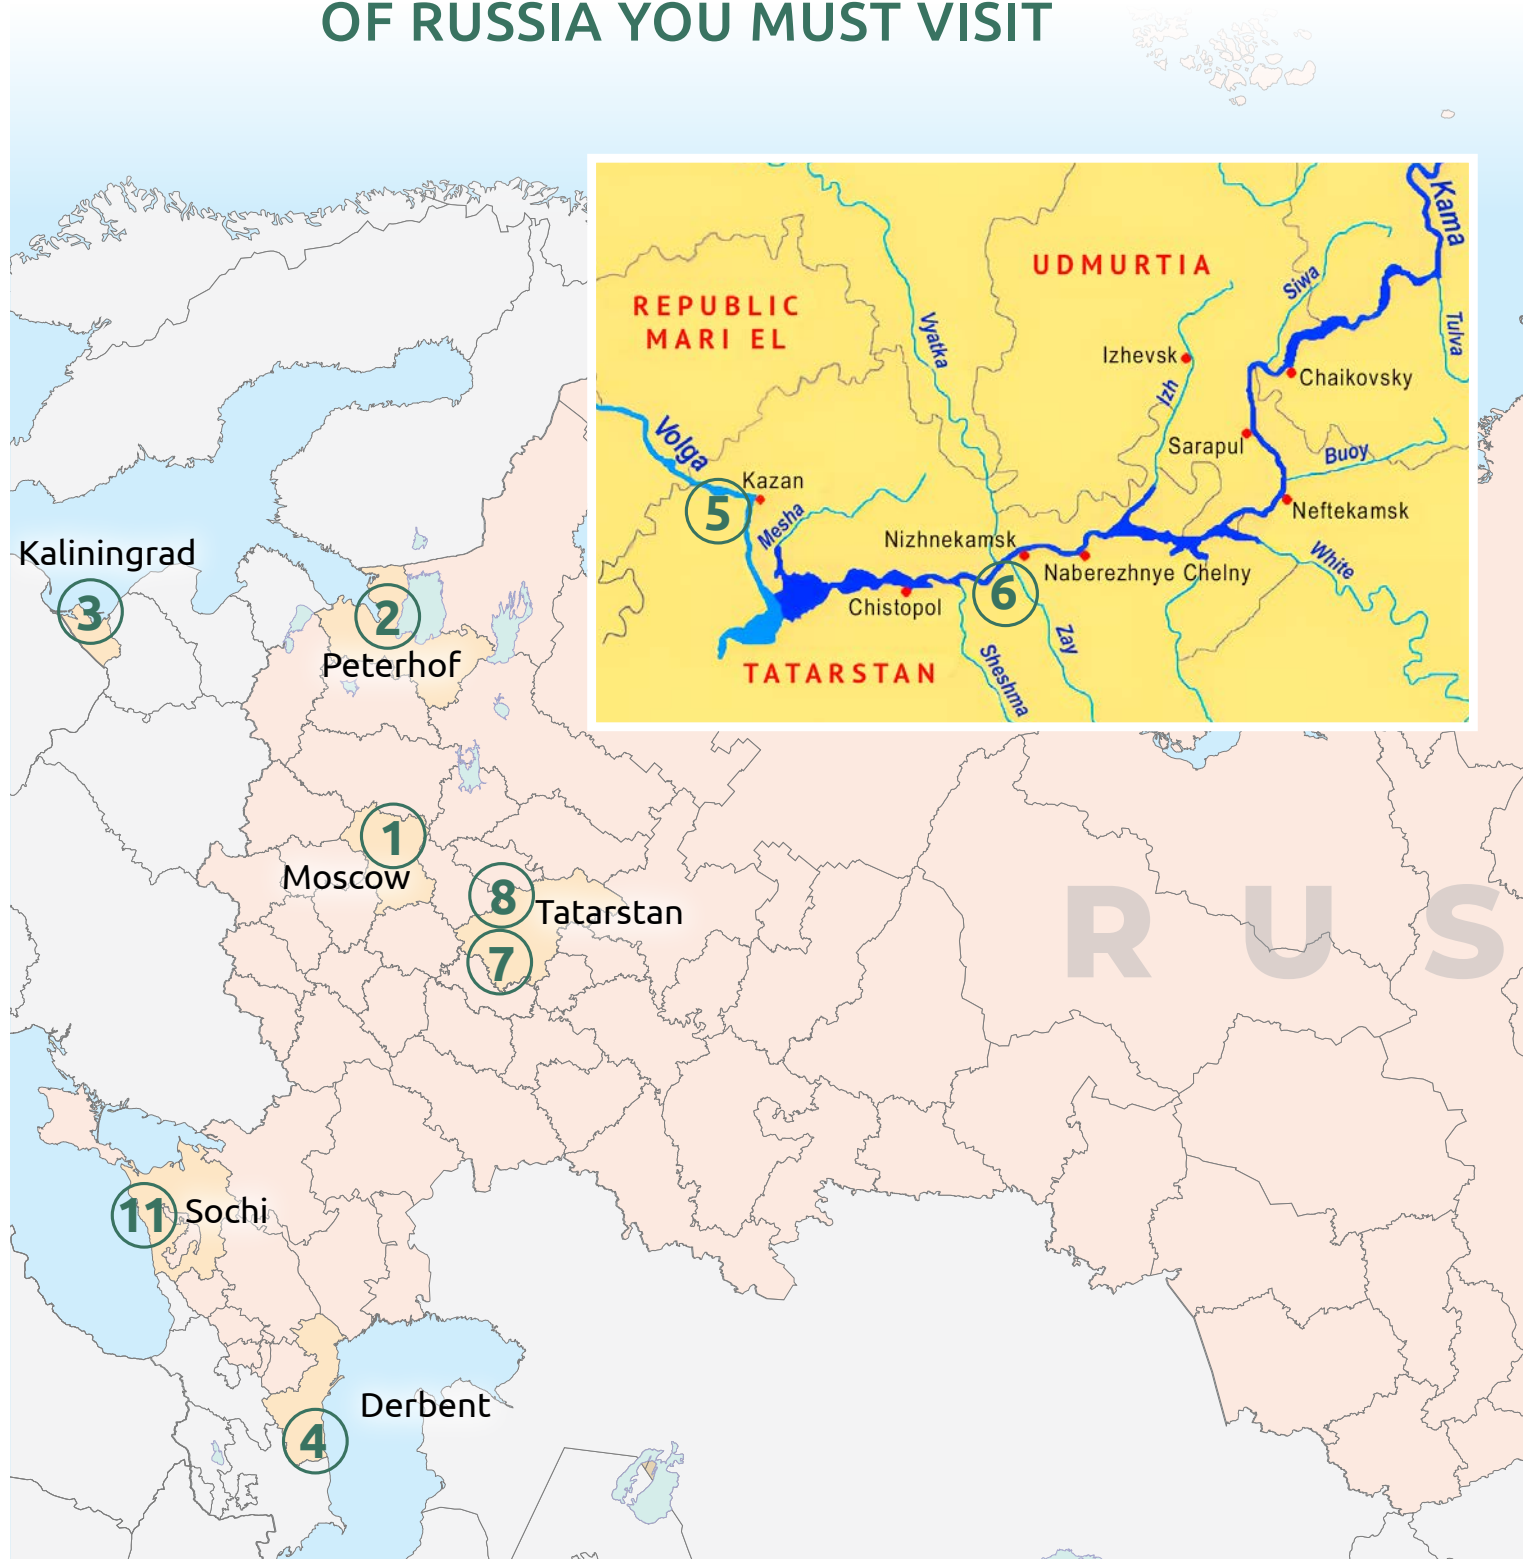 OF RUSSIA YOU MUST VISIT
Kama
UDMURTIA
Siwa
REPUBLIC
MARI EL
Vyatka
Tulva
Izhevsk
Chaikovsky
Izh
Volga
Sarapul
Buoy
Kazan
5
Mesha
Neftekamsk
Nizhnekamsk
White
Naberezhnye Chelny
6
Chistopol
Zay
Sheshma
TATARSTAN
Kaliningrad
3
2
Peterhof
1
Moscow
8
Tatarstan
7
RUS
11
Sochi
Derbent
4